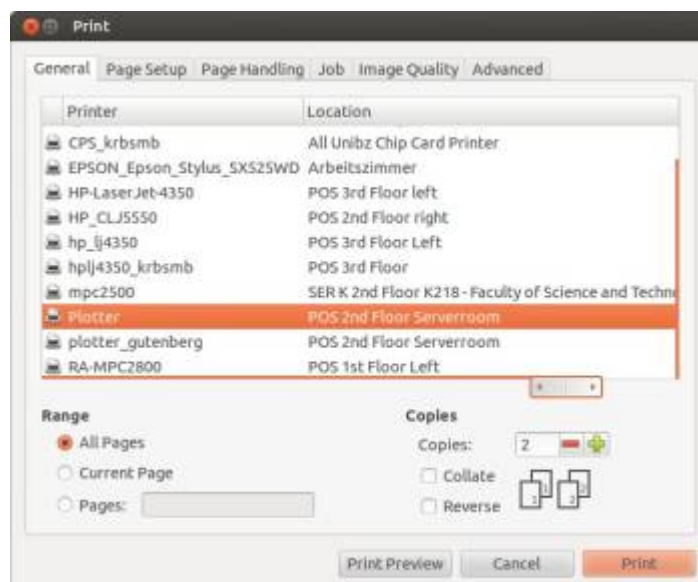 Print
General Page Setup Page Handling Job Image Quality Advanced
Printer Location
CPS_krbsmb All Unibz Chip Card Printer
EPSON_Epson_Stylus_SX525WD Arbeitszimmer
HP-LaserJet-4350 POS 3rd Floor left
HP_CLJ5550 POS 2nd Floor right
hp_lj4350 POS 3rd Floor Left
hplj4350_krbsmb POS 3rd Floor
mpc2500 SER K 2nd Floor K218 - Faculty of Science and Techno
Plotter POS 2nd Floor Serverroom
plotter_gutenberg POS 2nd Floor Serverroom
RA-MPC2800 POS 1st Floor Left
Range Copies
All Pages Copies: 2
Current Page Collate
Pages: Reverse
Print Preview Cancel Print